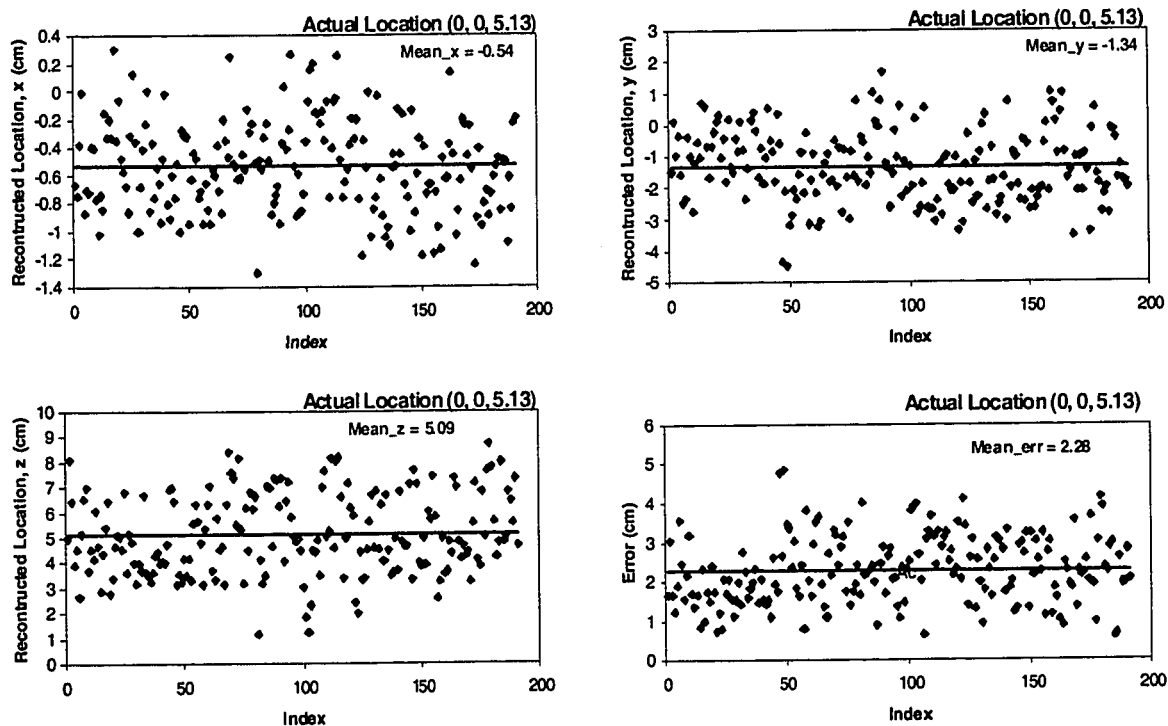 Actual Location (0, 0, 5.13)
Mean_x = -0.54
Recontructed Location, x (cm)
0.4
0.2
0
-0.2
-0.4
-0.6
-0.8
-1
-1.2
-1.4
0 50 100 150 200
Index
Actual Location (0, 0, 5.13)
Mean_y = -1.34
Recontructed Location, y (cm)
3
2
1
0
-1
-2
-3
-4
-5
0 50 100 150 200
Index
Actual Location (0, 0, 5.13)
Mean_z = 5.09
Recontructed Location, z (cm)
10
9
8
7
6
5
4
3
2
1
0
0 50 100 150 200
Index
Actual Location (0, 0, 5.13)
Mean_err = 2.28
Error (cm)
6
5
4
3
2
1
0
0 50 100 150 200
Index